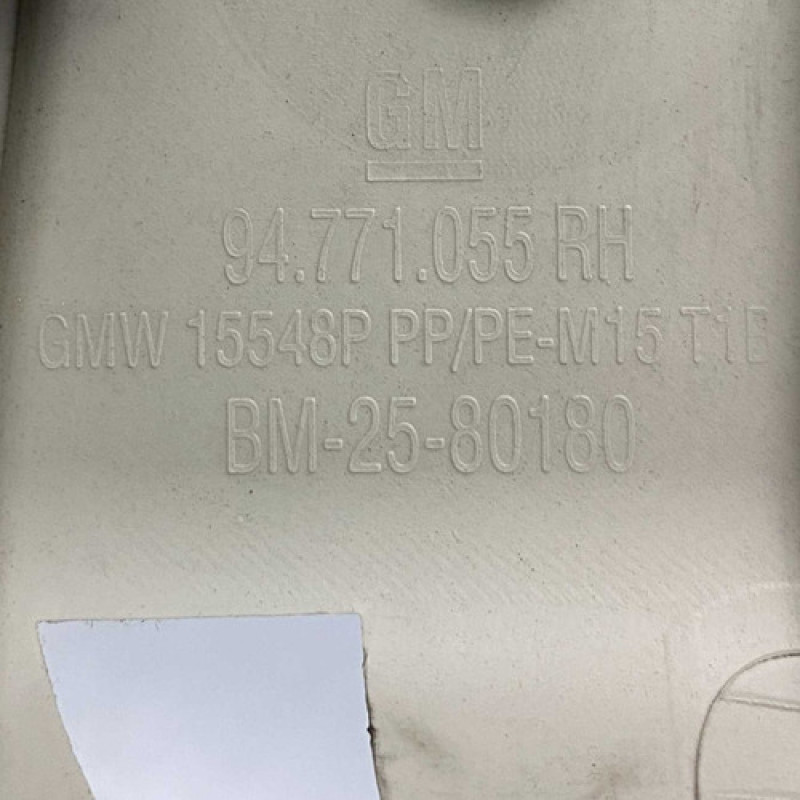 GM
94.771.055 RH
GMW 15548P PP/PE-M15 T1B
BM-25-80180